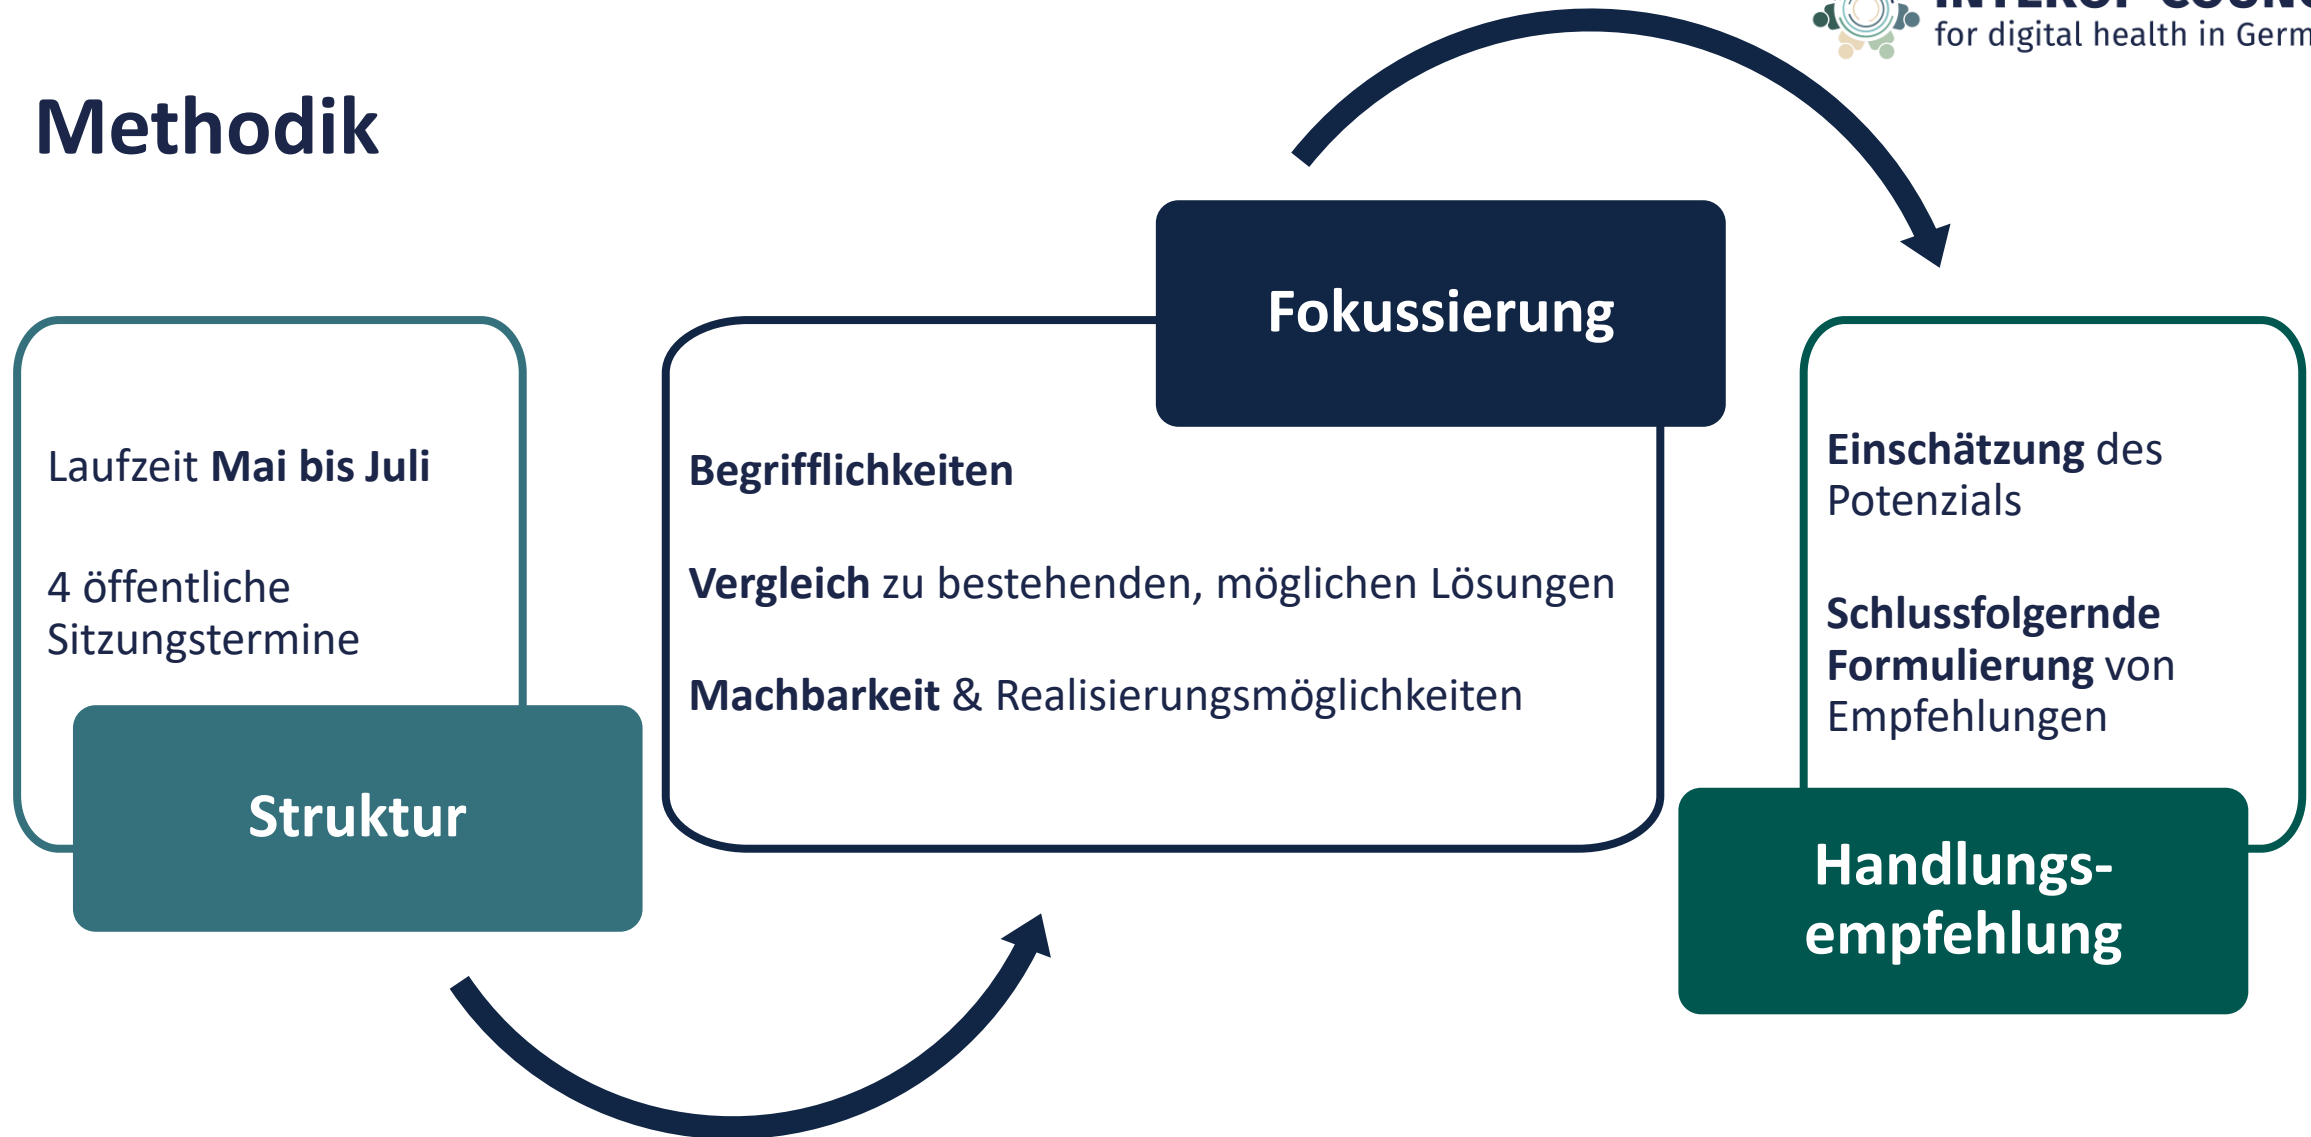 for digital health in Germ
Methodik
Fokussierung
Laufzeit Mai bis Juli
4 öffentliche
Sitzungstermine
Struktur
Begrifflichkeiten
Vergleich zu bestehenden, möglichen Lösungen
Machbarkeit & Realisierungsmöglichkeiten
Einschätzung des
Potenzials
Schlussfolgernde
Formulierung von
Empfehlungen
Handlungs-
empfehlung